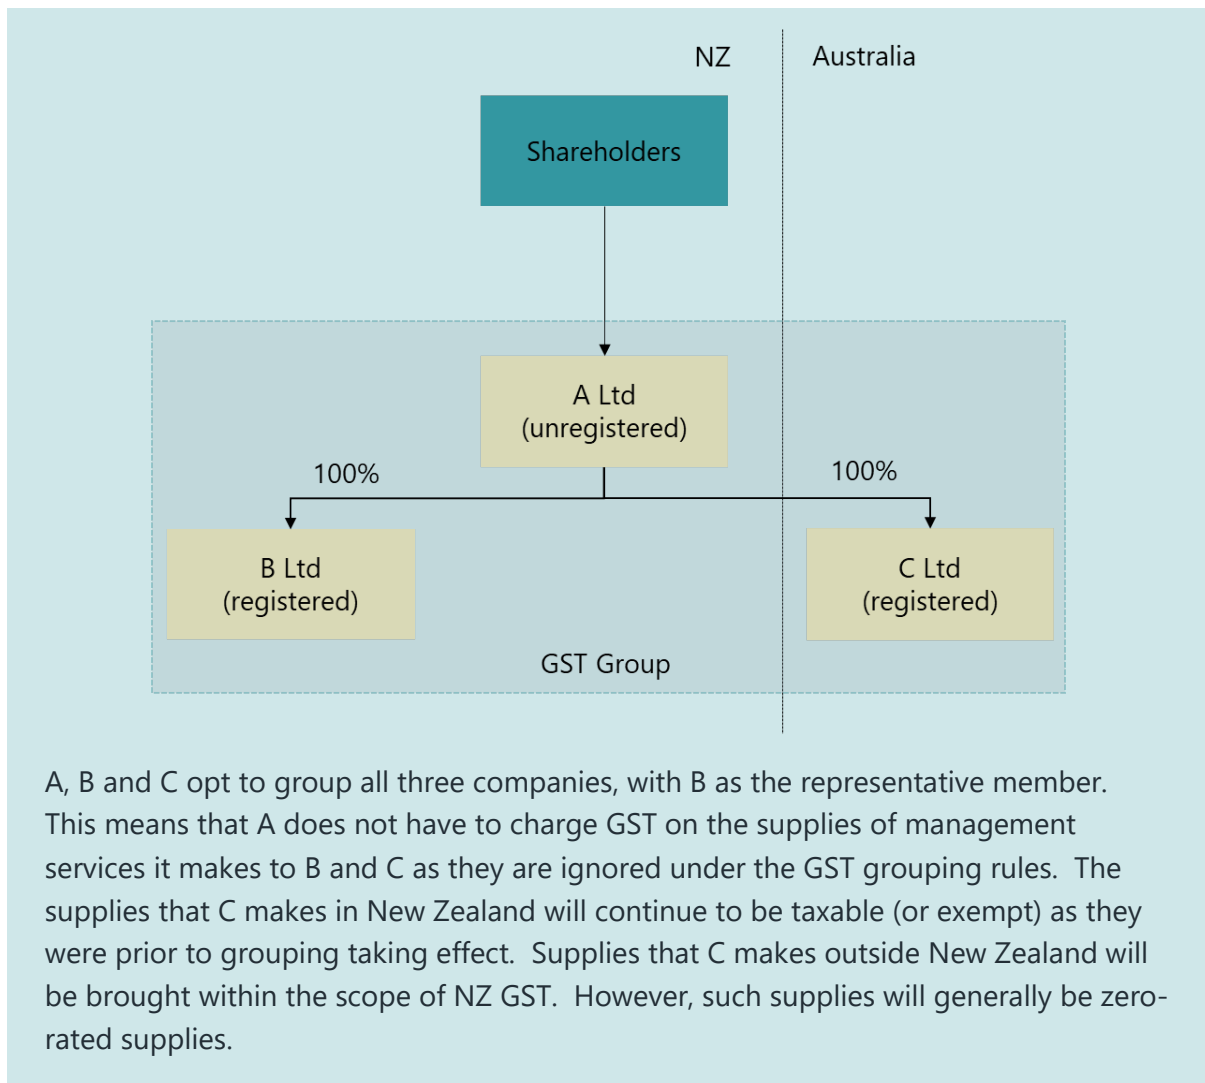 NZ
Australia
Shareholders
A Ltd
(unregistered)
100%
100%
B Ltd
(registered)
C Ltd
(registered)
GST Group
A, B and C opt to group all three companies, with B as the representative member.
This means that A does not have to charge GST on the supplies of management
services it makes to B and C as they are ignored under the GST grouping rules.  The
supplies that C makes in New Zealand will continue to be taxable (or exempt) as they
were prior to grouping taking effect.  Supplies that C makes outside New Zealand will
be brought within the scope of NZ GST.  However, such supplies will generally be zero-
rated supplies.